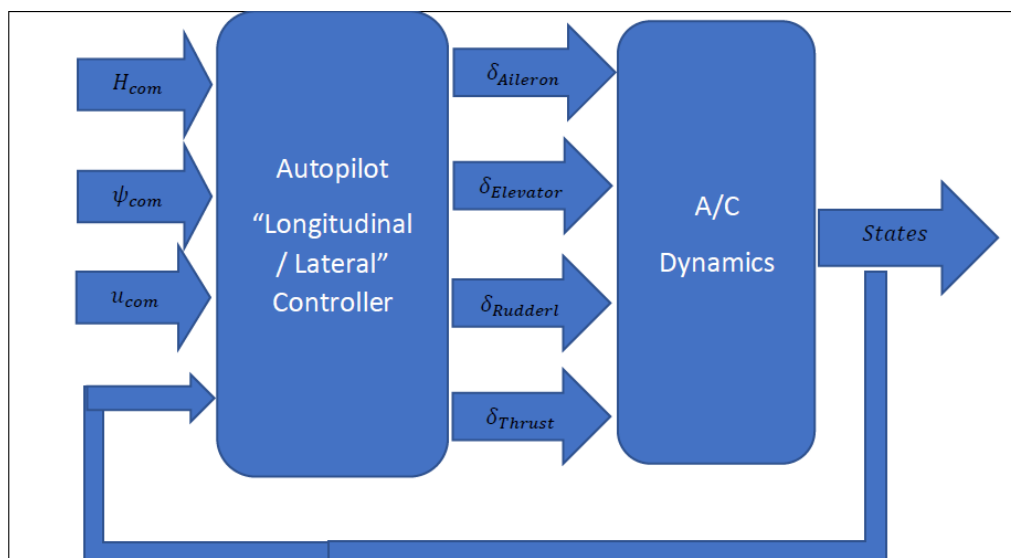 H_com
ψ_com
u_com
Autopilot
“Longitudinal
/ Lateral”
Controller
δ_Aileron
δ_Elevator
δ_Rudderl
δ_Thrust
A/C
Dynamics
States